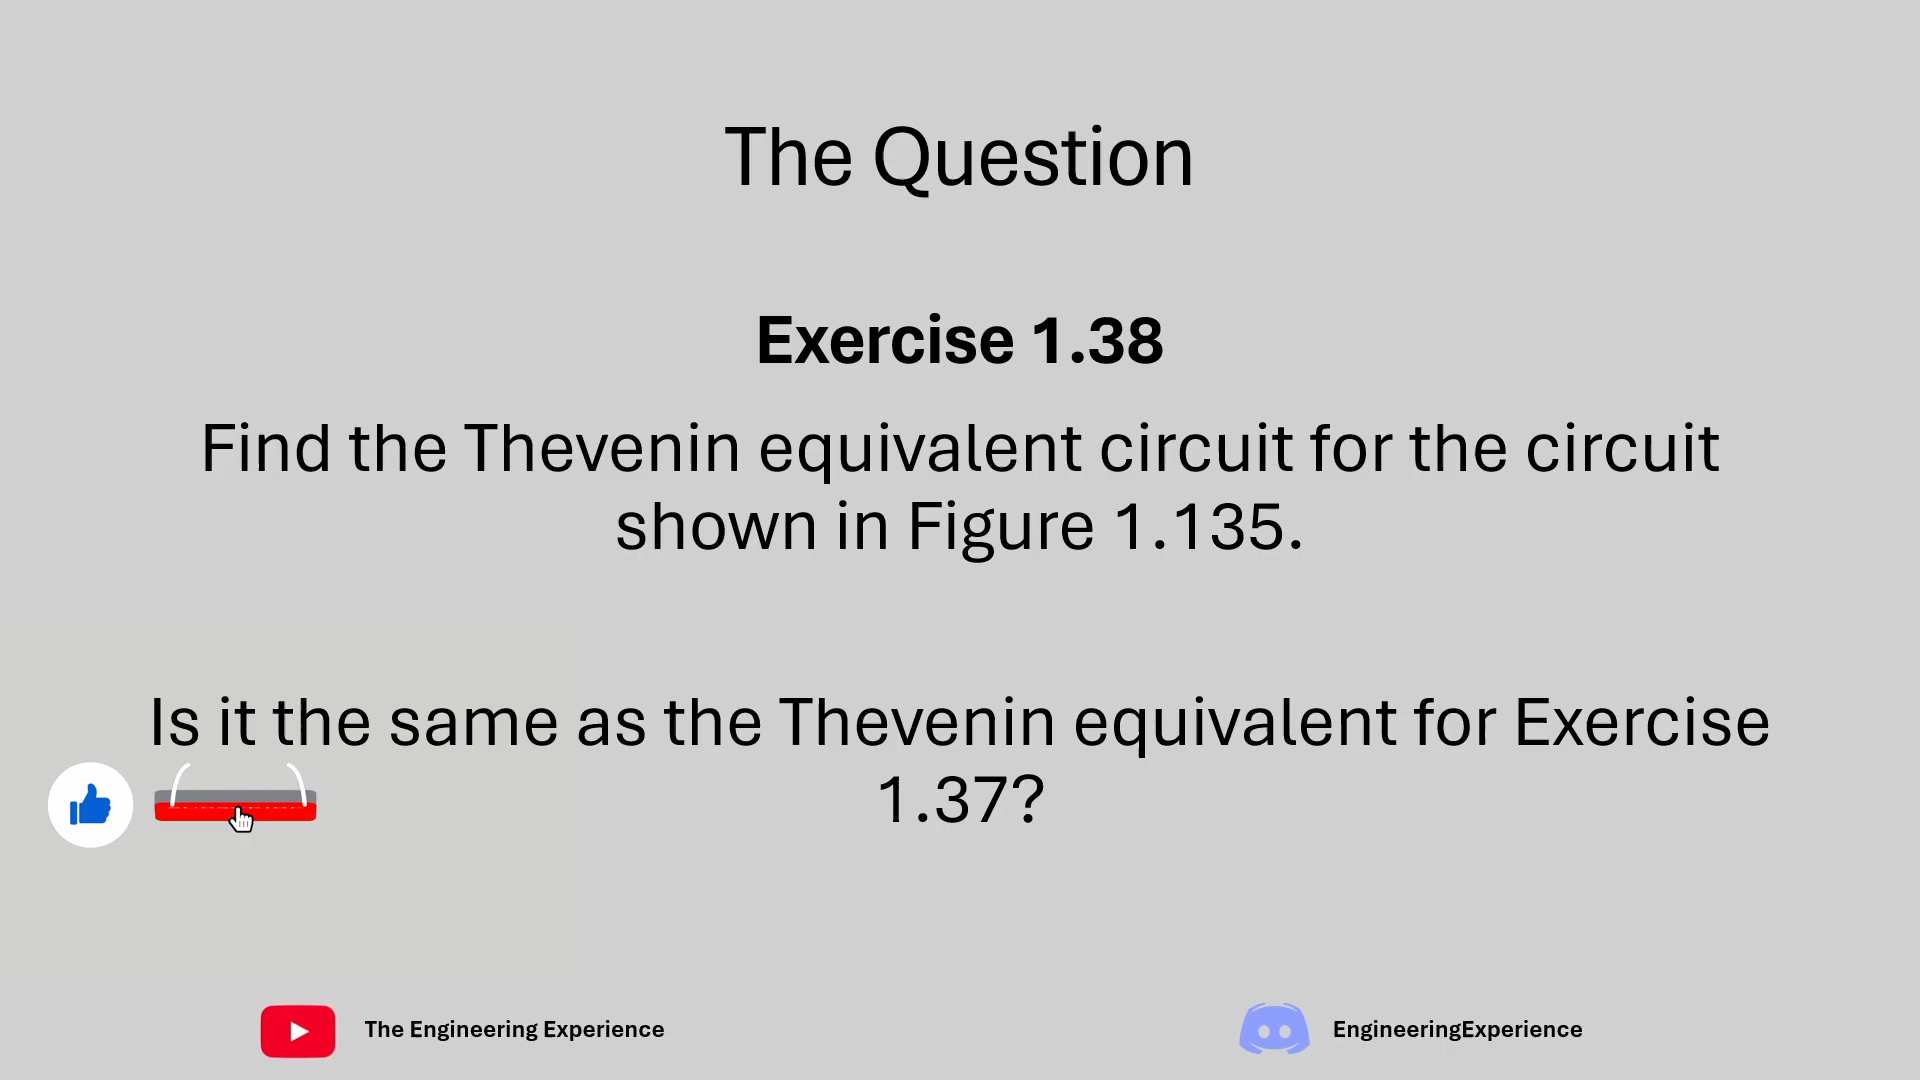 The Question
Exercise 1.38
Find the Thevenin equivalent circuit for the circuit
shown in Figure 1.135.
Is it the same as the Thevenin equivalent for Exercise
1.37?
The Engineering Experience
EngineeringExperience